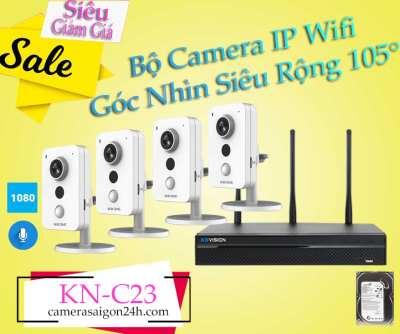 Siêu
Giảm Giá
Sale
Bộ Camera IP Wifi
Góc Nhìn Siêu Rộng 105°
1080
KBVISION
KN-C23
camerasaigon24h.com